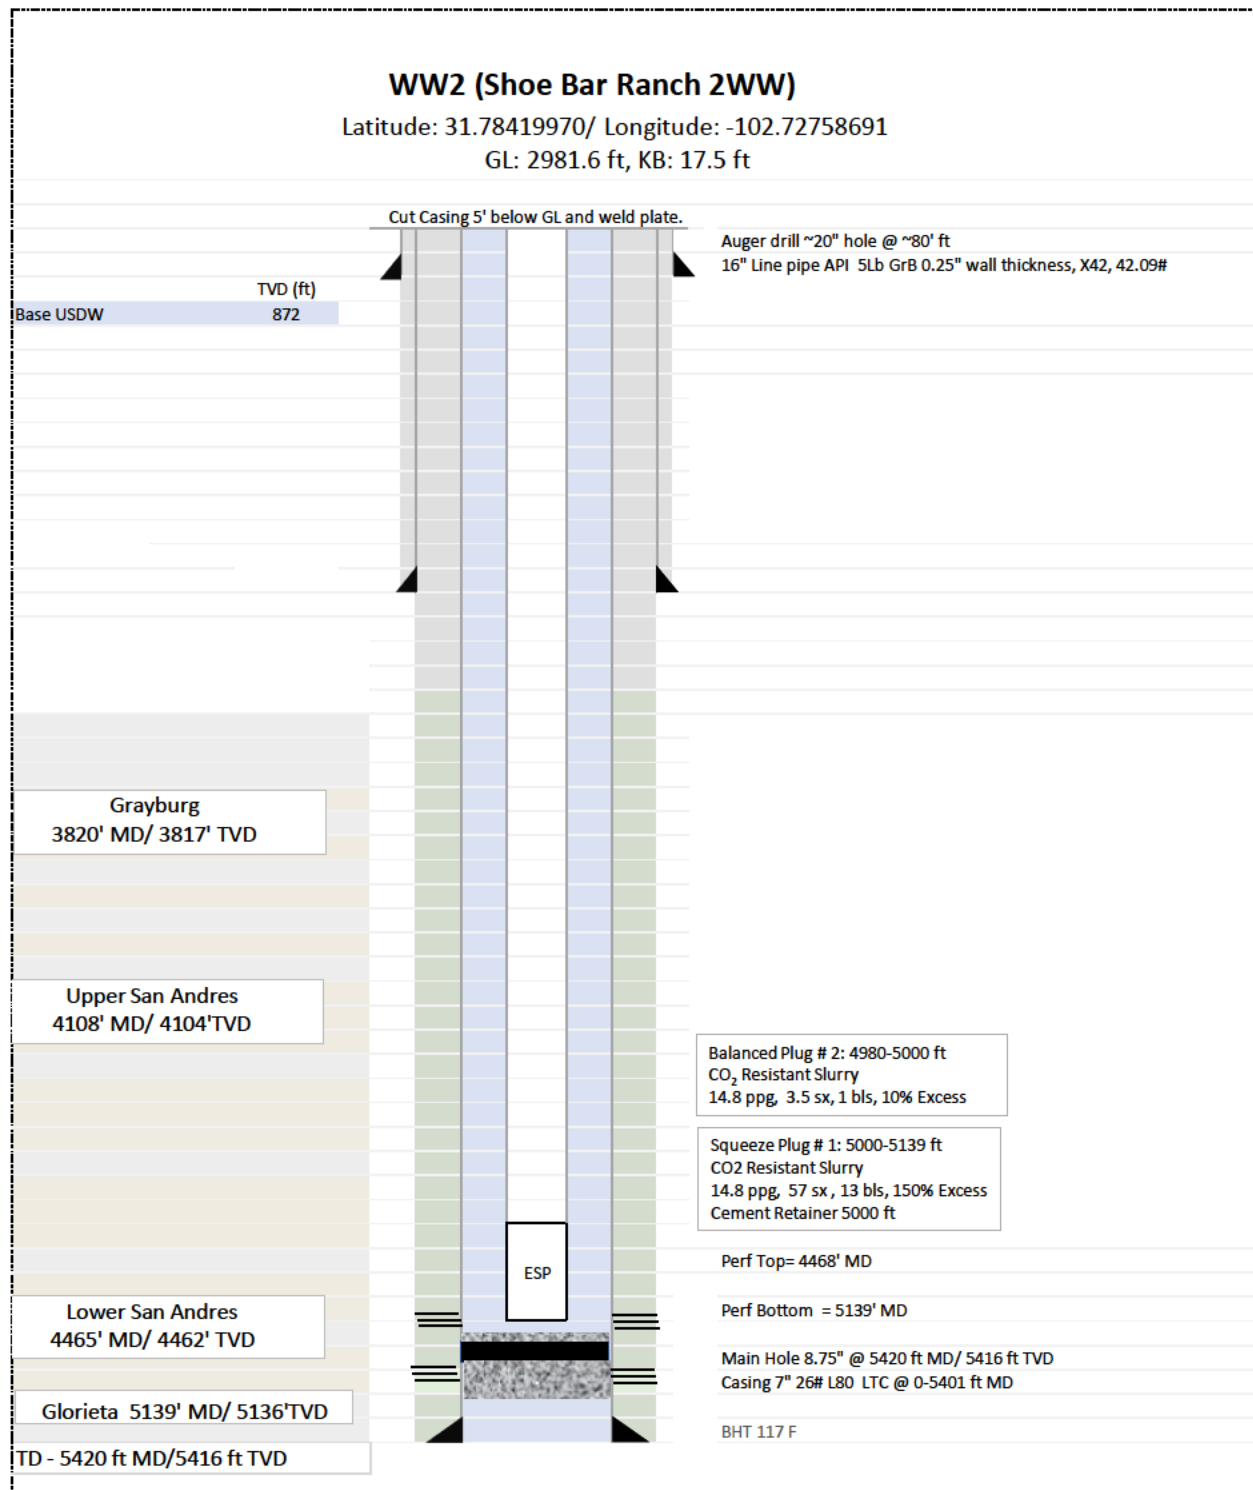 WW2 (Shoe Bar Ranch 2WW)
Latitude: 31.78419970/ Longitude: -102.72758691
GL: 2981.6 ft, KB: 17.5 ft
Cut Casing 5' below GL and weld plate.
Auger drill ~20" hole @ ~80' ft
16" Line pipe API 5Lb GrB 0.25" wall thickness, X42, 42.09#
TVD (ft)
Base USDW 872
Grayburg
3820' MD/ 3817' TVD
Upper San Andres
4108' MD/ 4104'TVD
Balanced Plug # 2: 4980-5000 ft
CO₂ Resistant Slurry
14.8 ppg, 3.5 sx, 1 bls, 10% Excess
Squeeze Plug # 1: 5000-5139 ft
CO2 Resistant Slurry
14.8 ppg, 57 sx , 13 bls, 150% Excess
Cement Retainer 5000 ft
ESP
Perf Top= 4468' MD
Perf Bottom = 5139' MD
Lower San Andres
4465' MD/ 4462' TVD
Main Hole 8.75" @ 5420 ft MD/ 5416 ft TVD
Casing 7" 26# L80 LTC @ 0-5401 ft MD
Glorieta 5139' MD/ 5136'TVD
BHT 117 F
TD - 5420 ft MD/5416 ft TVD